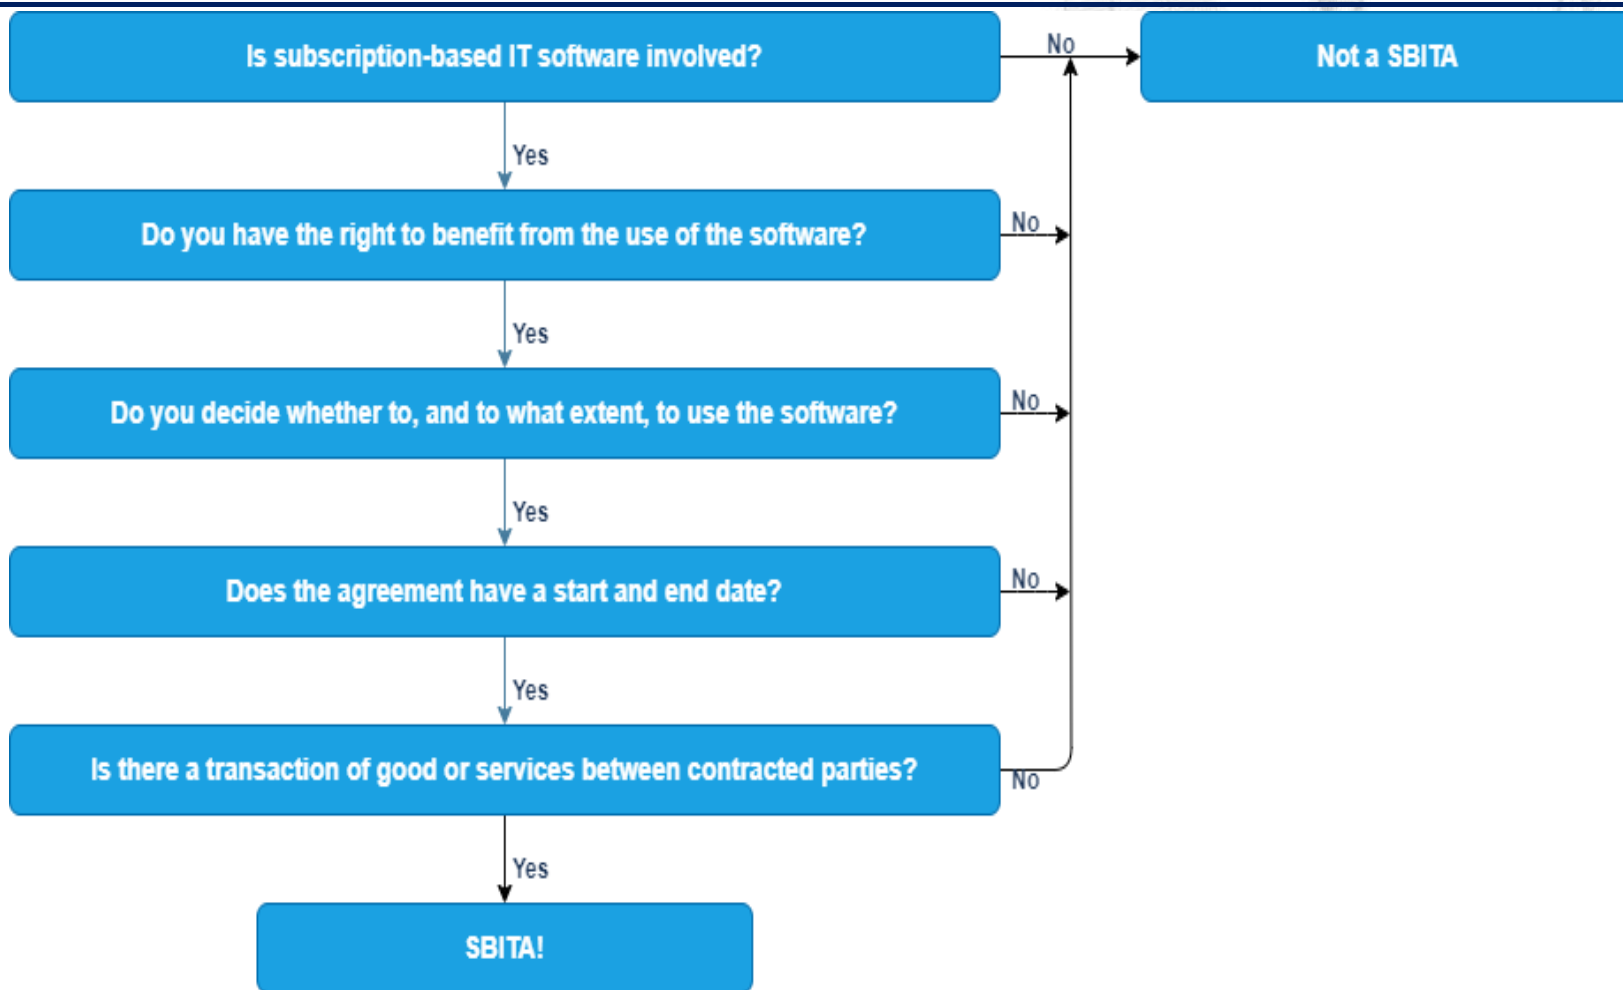 Is subscription-based IT software involved?
No
Not a SBITA
Yes
Do you have the right to benefit from the use of the software?
No
Yes
Do you decide whether to, and to what extent, to use the software?
No
Yes
Does the agreement have a start and end date?
No
Yes
Is there a transaction of good or services between contracted parties?
No
Yes
SBITA!